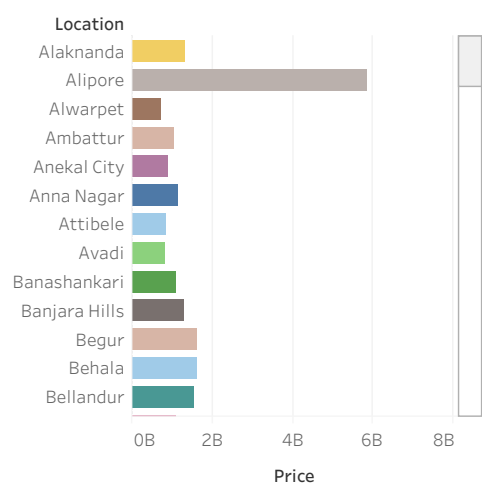 Location
Alaknanda
Alipore
Alwarpet
Ambattur
Anekal City
Anna Nagar
Attibele
Avadi
Banashankari
Banjara Hills
Begur
Behala
Bellandur
0B 2B 4B 6B 8B
Price